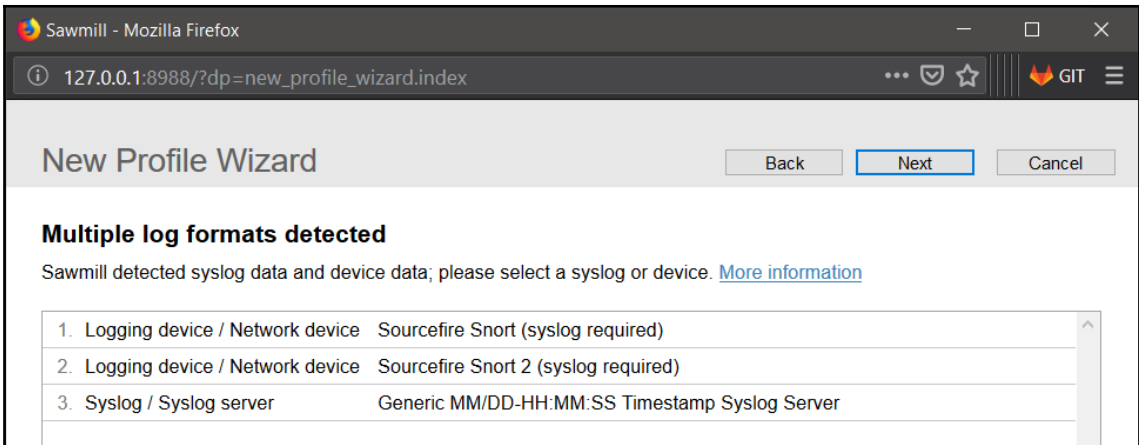 Sawmill - Mozilla Firefox
127.0.0.1:8988/?dp=new_profile_wizard.index
GIT
New Profile Wizard
Back
Next
Cancel
Multiple log formats detected
Sawmill detected syslog data and device data; please select a syslog or device. More information
1. Logging device / Network device Sourcefire Snort (syslog required)
2. Logging device / Network device Sourcefire Snort 2 (syslog required)
3. Syslog / Syslog server Generic MM/DD-HH:MM:SS Timestamp Syslog Server